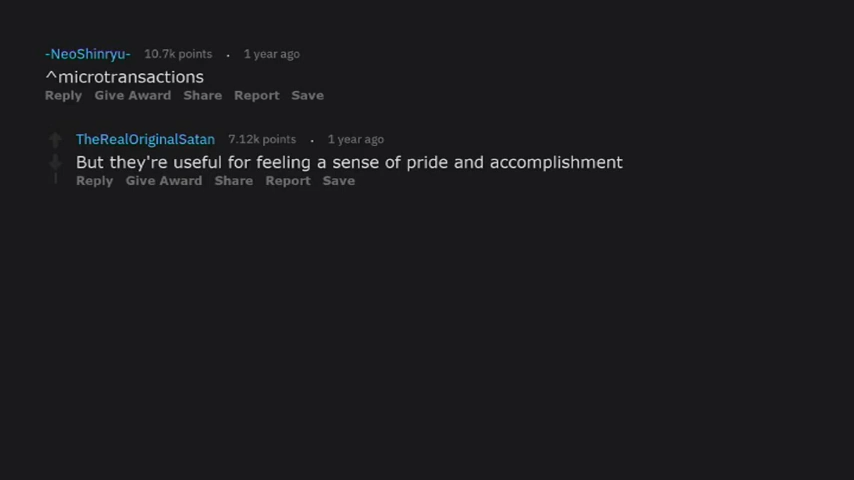 -NeoShinryu- 10.7k points . 1 year ago
^microtransactions
Reply Give Award Share Report Save
TheRealOriginalSatan 7.12k points . 1 year ago
But they're useful for feeling a sense of pride and accomplishment
Reply Give Award Share Report Save